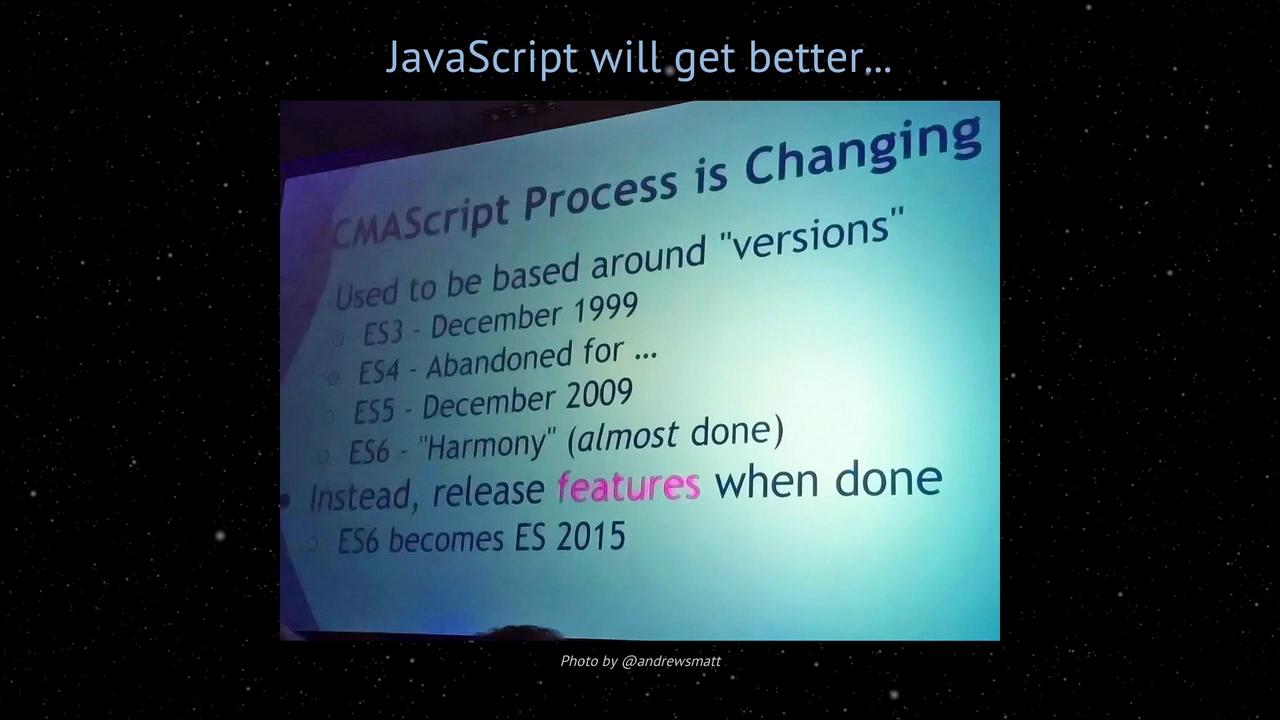 JavaScript will get better...
CMAScript Process is Changing
Used to be based around "versions"
ES3 - December 1999
ES4 - Abandoned for ...
ES5 - December 2009
ES6 - "Harmony" (almost done)
Instead, release features when done
ES6 becomes ES 2015
Photo by @andrewsmatt